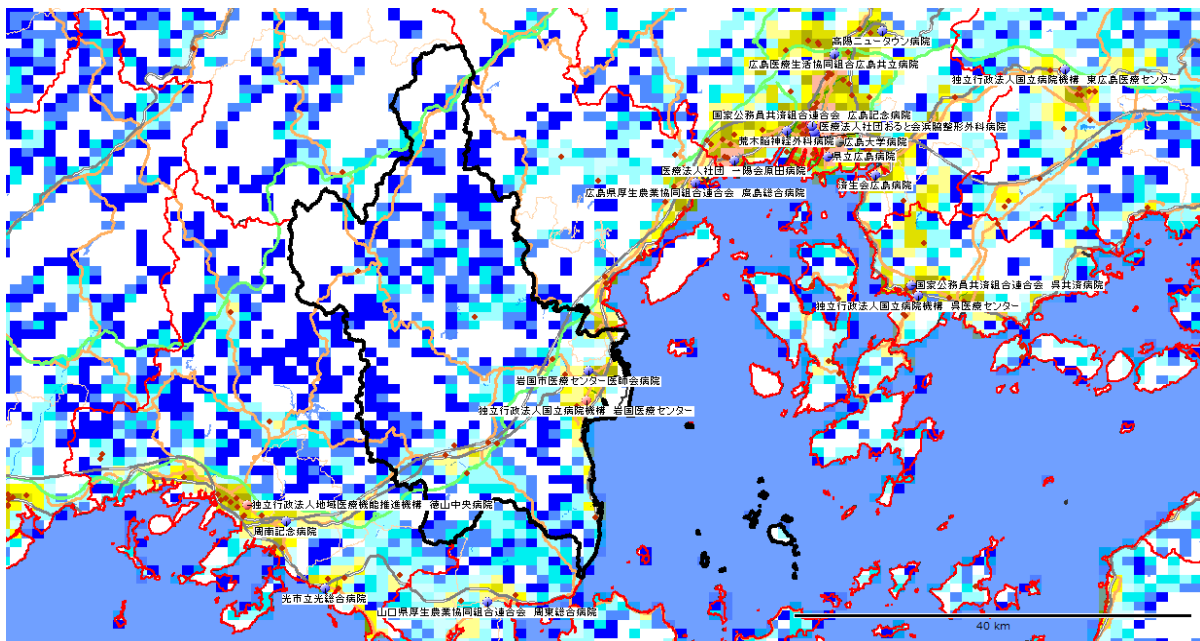 高陽ニュータウン病院
広島医療生活協同組合広島共立病院
独立行政法人国立病院機構 東広島医療センター
国家公務員共済組合連合会 広島記念病院
医療法人社団おると会浜脇整形外科病院
荒木脳神経外科病院
広島大学病院
県立広島病院
医療法人社団 一陽会原田病院
済生会広島病院
広島県厚生農業協同組合連合会 廣島総合病院
国家公務員共済組合連合会 呉共済病院
独立行政法人国立病院機構 呉医療センター
岩国市医療センター医師会病院
独立行政法人国立病院機構 岩国医療センター
独立行政法人地域医療機能推進機構 徳山中央病院
周南記念病院
光市立光総合病院
山口県厚生農業協同組合連合会 周東総合病院
40 km